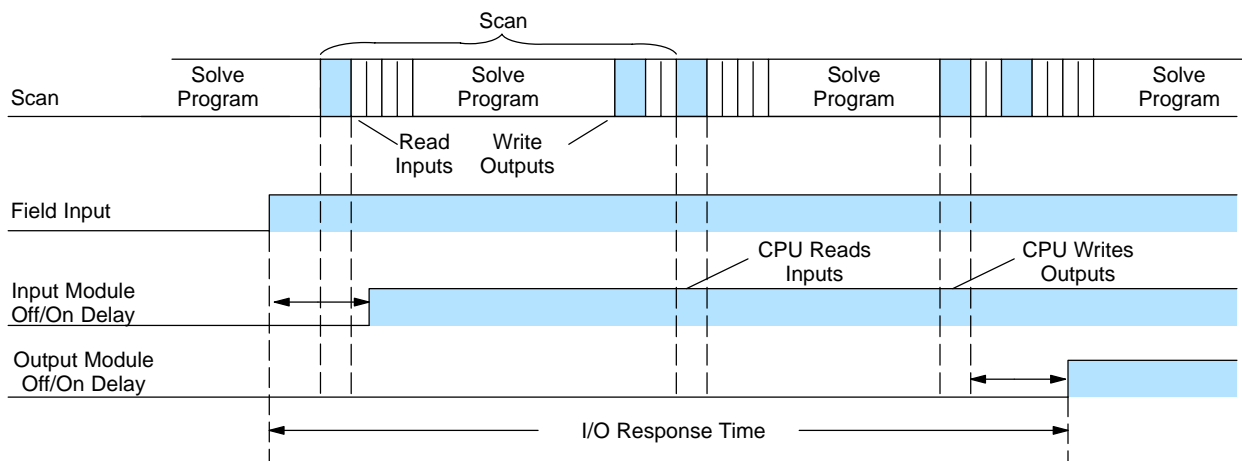 Scan
Scan
Solve
Program
Solve
Program
Solve
Program
Solve
Program
Read
Inputs
Write
Outputs
Field Input
CPU Reads
Inputs
CPU Writes
Outputs
Input Module
Off/On Delay
Output Module
Off/On Delay
I/O Response Time